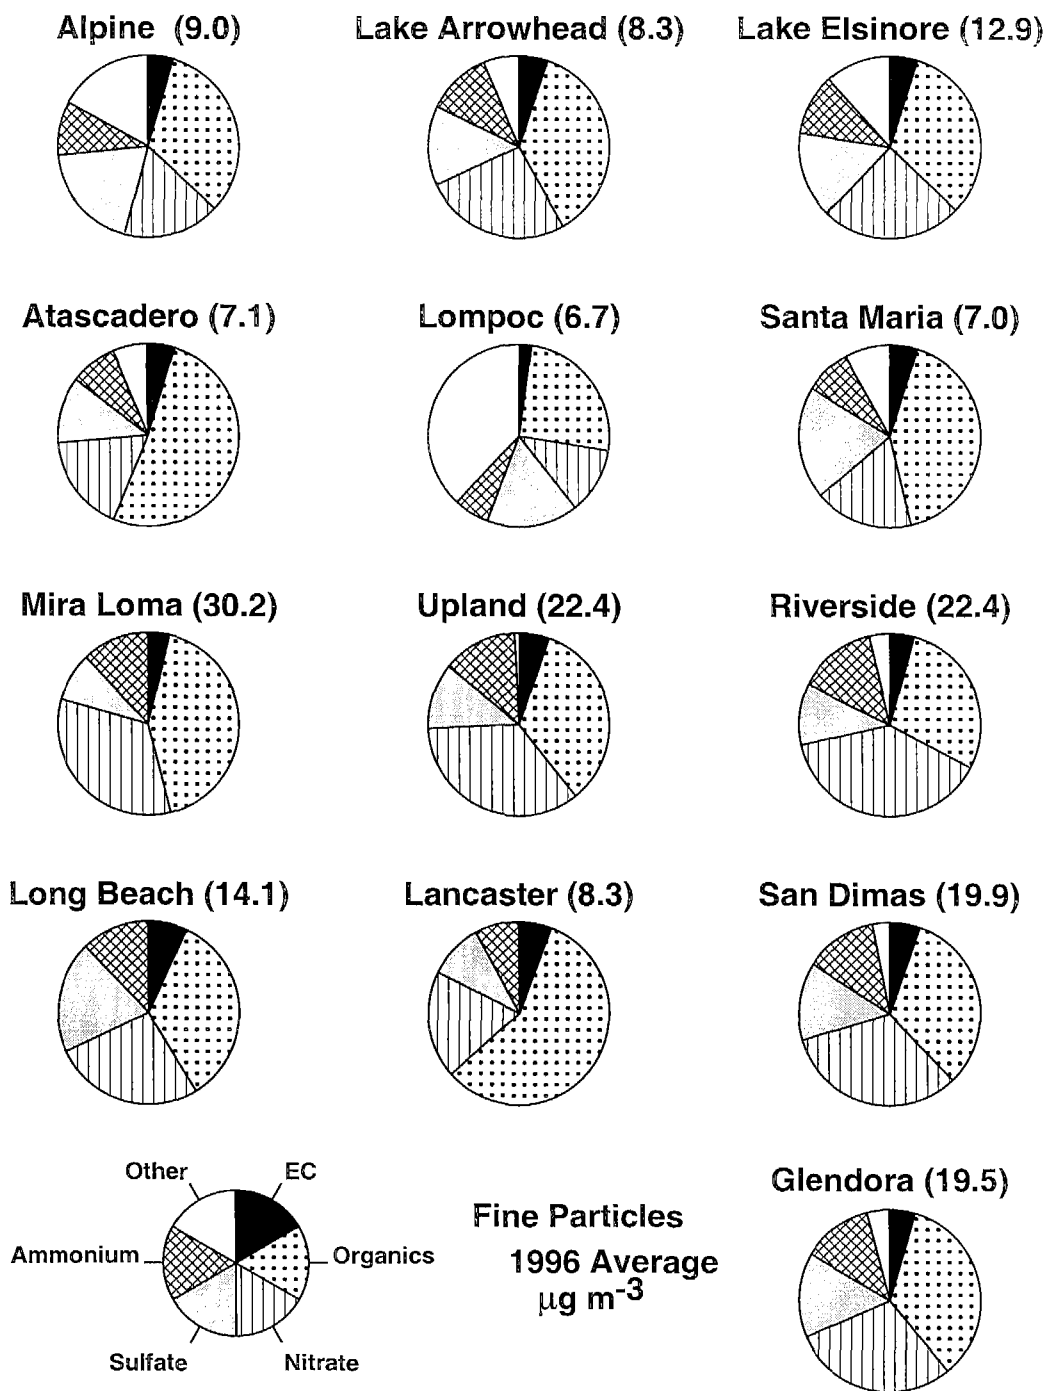 Alpine (9.0)
Lake Arrowhead (8.3)
Lake Elsinore (12.9)
Atascadero (7.1)
Lompoc (6.7)
Santa Maria (7.0)
Mira Loma (30.2)
Upland (22.4)
Riverside (22.4)
Long Beach (14.1)
Lancaster (8.3)
San Dimas (19.9)
Other
EC
Ammonium
Organics
Sulfate
Nitrate
Fine Particles
1996 Average
µg m-3
Glendora (19.5)